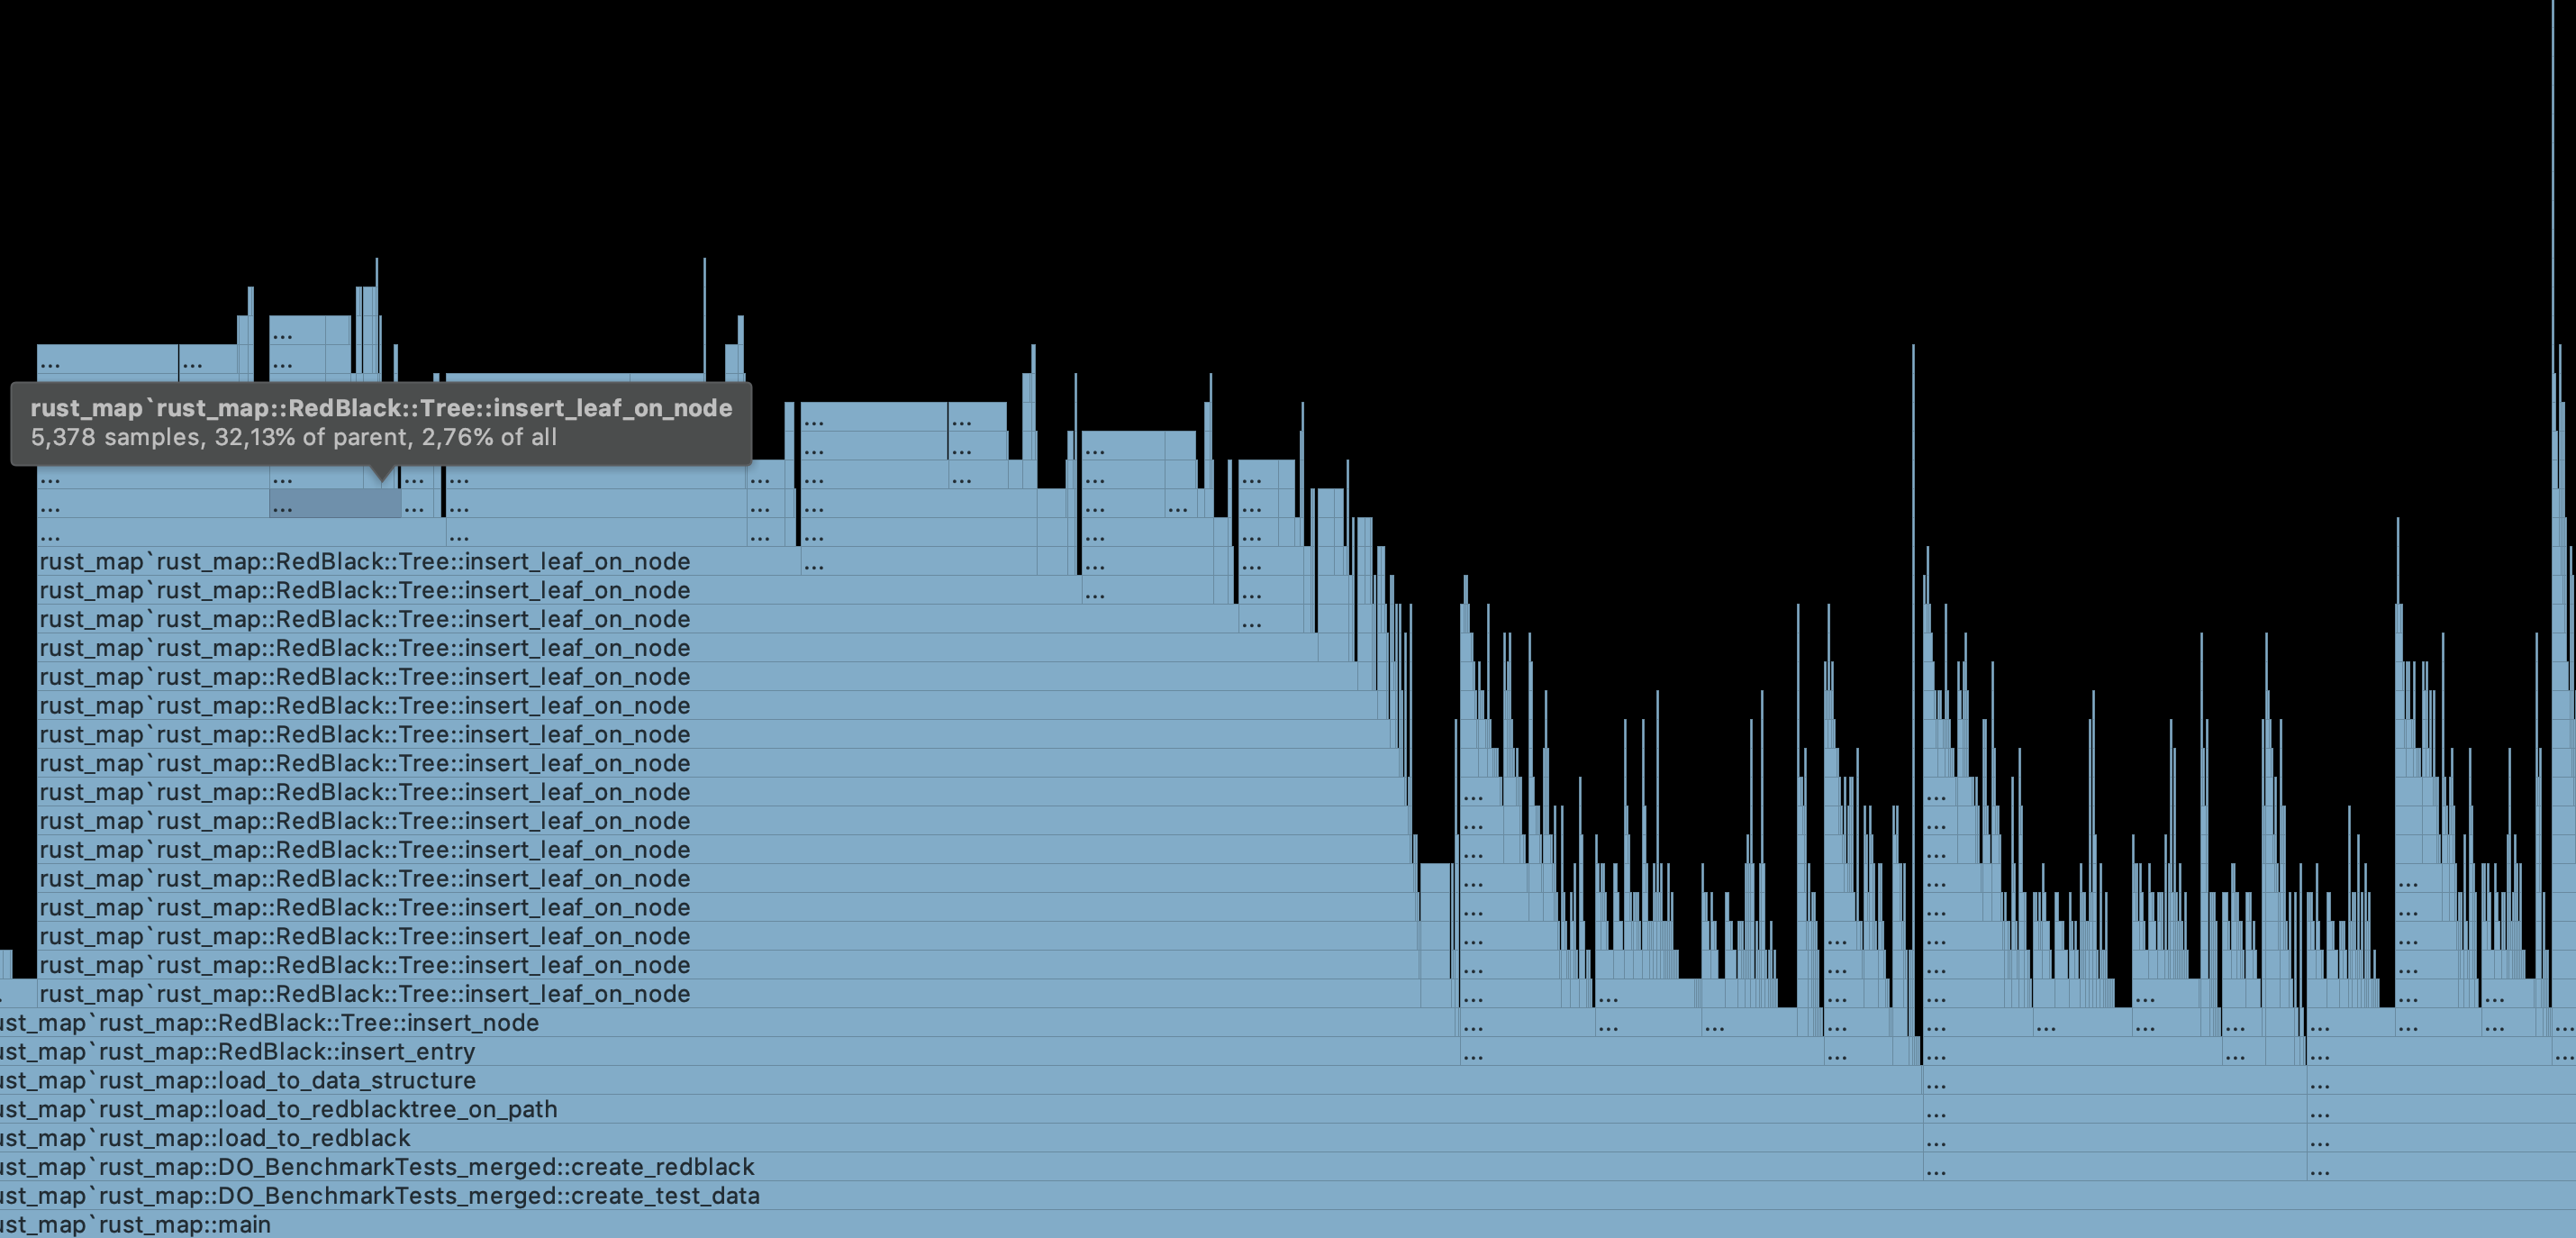 ...
... ...
... ...
rust_map`rust_map::RedBlack::Tree::insert_leaf_on_node
5,378 samples, 32,13% of parent, 2,76% of all
... ...
... ...
... ... ... ... ... ... ... ...
... ... ... ... ... ... ... ...
... ... ... ... ... ...
rust_map`rust_map::RedBlack::Tree::insert_leaf_on_node ... ...
rust_map`rust_map::RedBlack::Tree::insert_leaf_on_node ...
rust_map`rust_map::RedBlack::Tree::insert_leaf_on_node ...
rust_map`rust_map::RedBlack::Tree::insert_leaf_on_node
rust_map`rust_map::RedBlack::Tree::insert_leaf_on_node
rust_map`rust_map::RedBlack::Tree::insert_leaf_on_node
rust_map`rust_map::RedBlack::Tree::insert_leaf_on_node
rust_map`rust_map::RedBlack::Tree::insert_leaf_on_node
rust_map`rust_map::RedBlack::Tree::insert_leaf_on_node ... ...
rust_map`rust_map::RedBlack::Tree::insert_leaf_on_node ... ...
rust_map`rust_map::RedBlack::Tree::insert_leaf_on_node ... ...
rust_map`rust_map::RedBlack::Tree::insert_leaf_on_node ... ... ...
rust_map`rust_map::RedBlack::Tree::insert_leaf_on_node ... ... ...
rust_map`rust_map::RedBlack::Tree::insert_leaf_on_node ... ... ... ...
rust_map`rust_map::RedBlack::Tree::insert_leaf_on_node ... ... ... ...
rust_map`rust_map::RedBlack::Tree::insert_leaf_on_node ... ... ... ... ... ... ...
ust_map`rust_map::RedBlack::Tree::insert_node ... ... ... ... ... ... ... ... ... ... ... ...
ust_map`rust_map::RedBlack::insert_entry ... ... ... ... ... ...
ust_map`rust_map::load_to_data_structure ... ...
ust_map`rust_map::load_to_redblacktree_on_path ... ...
ust_map`rust_map::load_to_redblack ... ...
ust_map`rust_map::DO_BenchmarkTests_merged::create_redblack ... ...
ust_map`rust_map::DO_BenchmarkTests_merged::create_test_data
ust_map`rust_map::main